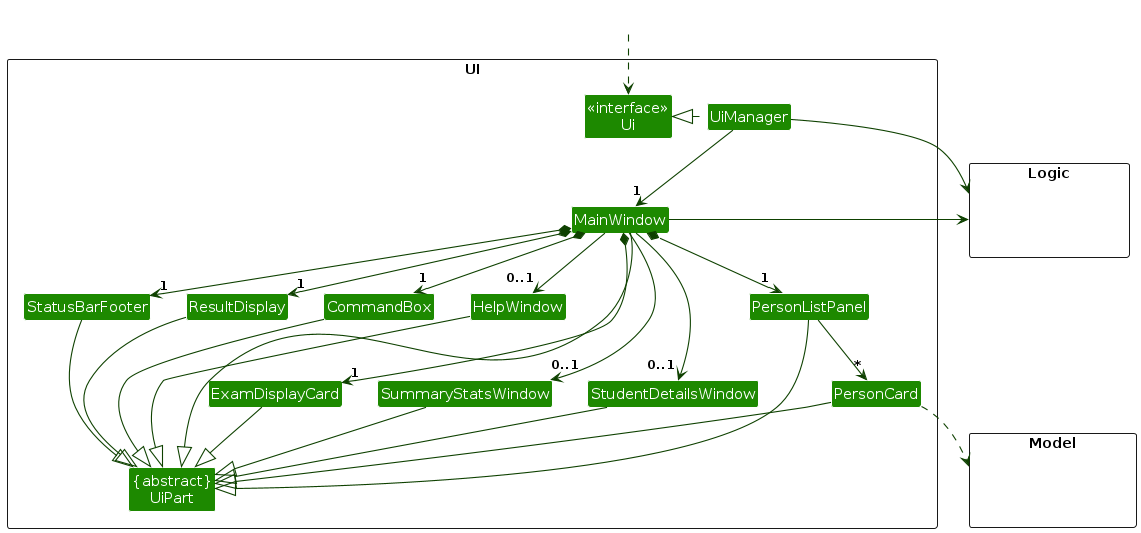 UI
«interface»
Ui
UiManager
Logic
1
MainWindow
1
1
1
0..1
1
StatusBarFooter
ResultDisplay
CommandBox
HelpWindow
PersonListPanel
1
0..1
0..1
*
ExamDisplayCard
SummaryStatsWindow
StudentDetailsWindow
PersonCard
Model
{abstract}
UiPart